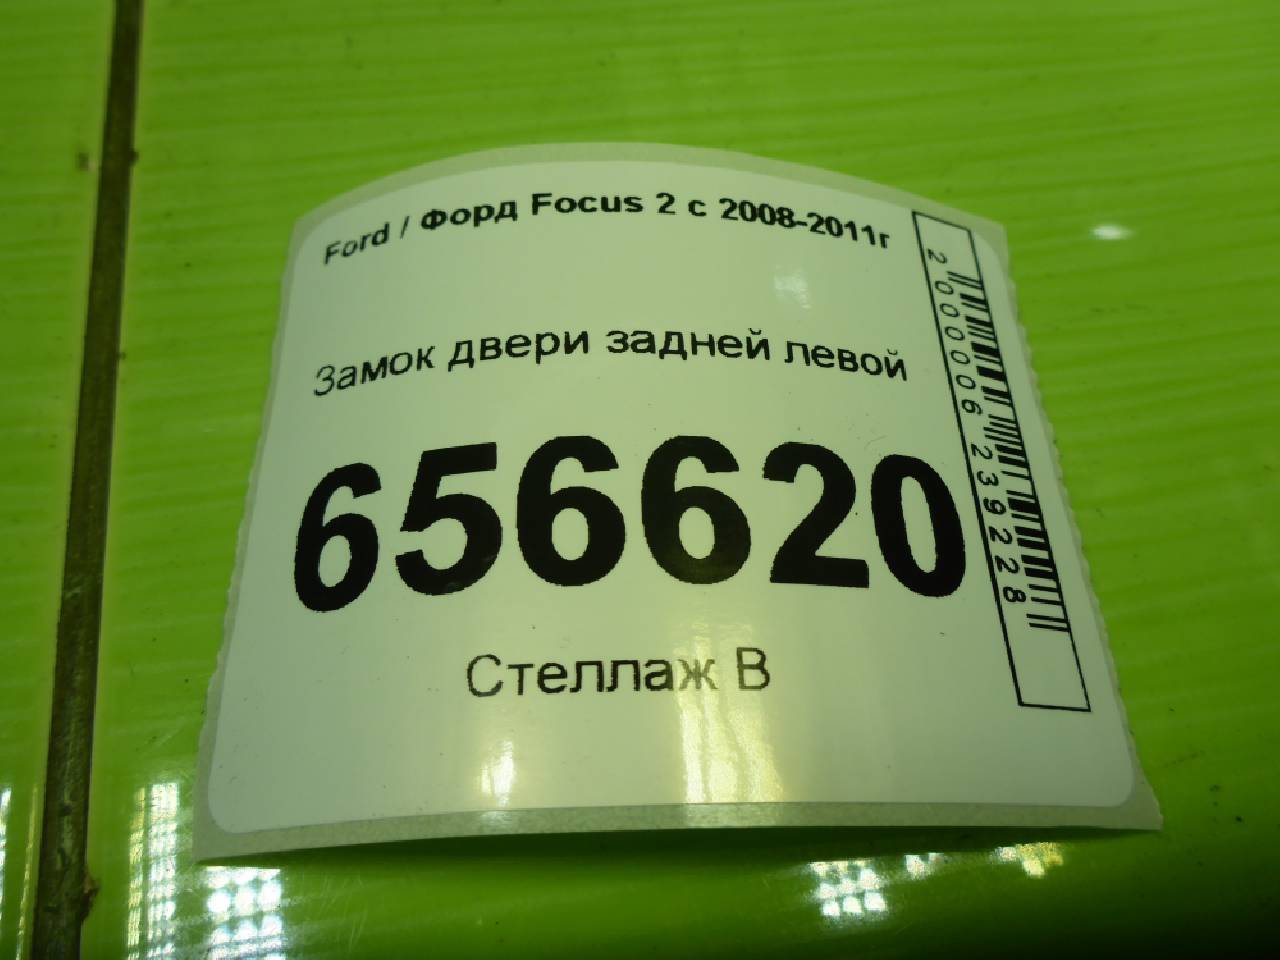 Ford / Форд Focus 2 с 2008-2011г
Замок двери задней левой
656620
Стеллаж В
2000006239228